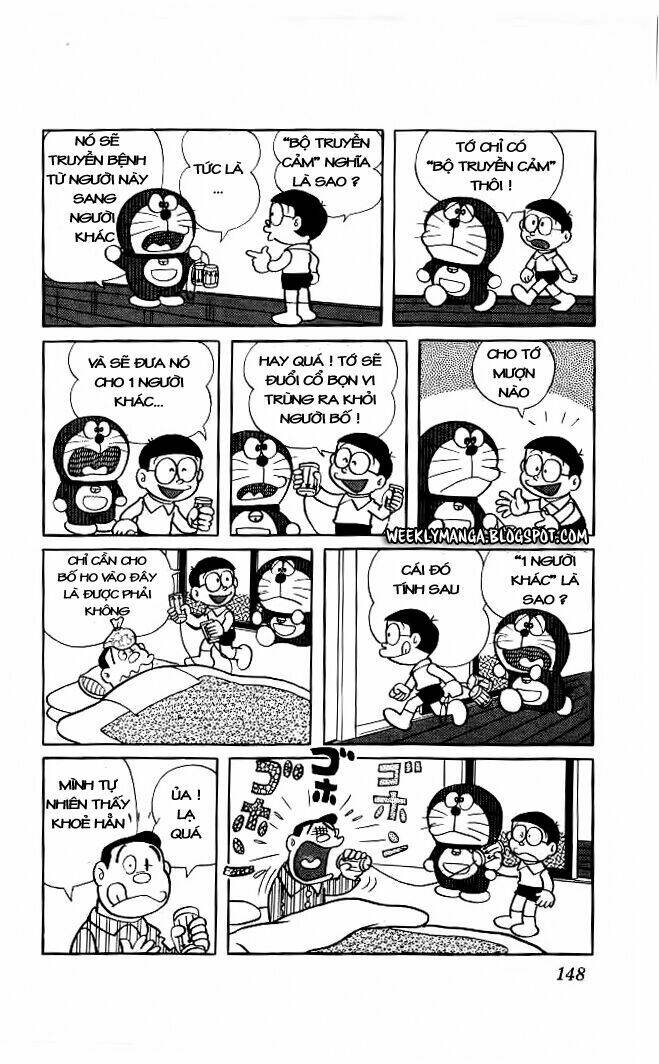 TỚ CHỈ CÓ
“BỘ TRUYỀN
CẢM”
THÔI !
“BỘ TRUYỀN
CẢM” NGHĨA
LÀ SAO ?
TỨC LÀ
...
NÓ SẼ
TRUYỀN BỆNH
TỪ NGƯỜI NÀY
SANG
NGƯỜI
KHÁC
CHO TỚ
MƯỢN
NÀO
HAY QUÁ ! TỚ SẼ
ĐUỔI CỔ BỌN VI
TRÙNG RA KHỎI
NGƯỜI BỐ !
VÀ SẼ ĐƯA NÓ
CHO 1 NGƯỜI
KHÁC...
WEEKLYMANGA.BLOGSPOT.COM
“1 NGƯỜI
KHÁC” LÀ
SAO ?
CÁI ĐÓ
TÍNH SAU
CHỈ CẦN CHO
BỐ HO VÀO ĐÂY
LÀ ĐƯỢC PHẢI
KHÔNG
ゴホン
ゴホ
ゴホン
ỦA !
LẠ
QUÁ
MÌNH TỰ
NHIÊN THẤY
KHOẺ HẲN
148